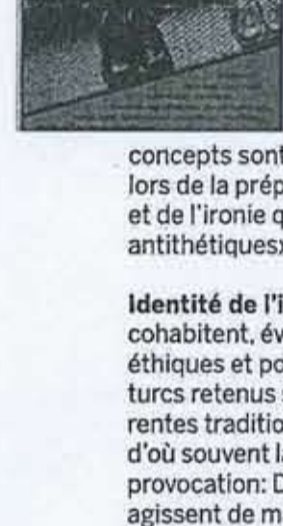 concepts sont
lors de la prép
et de l'ironie q
antithétiques
Identité de l'i
cohabitent, év
éthiques et po
turcs retenus s
rentes traditio
d'où souvent l
provocation: D
agissent de m